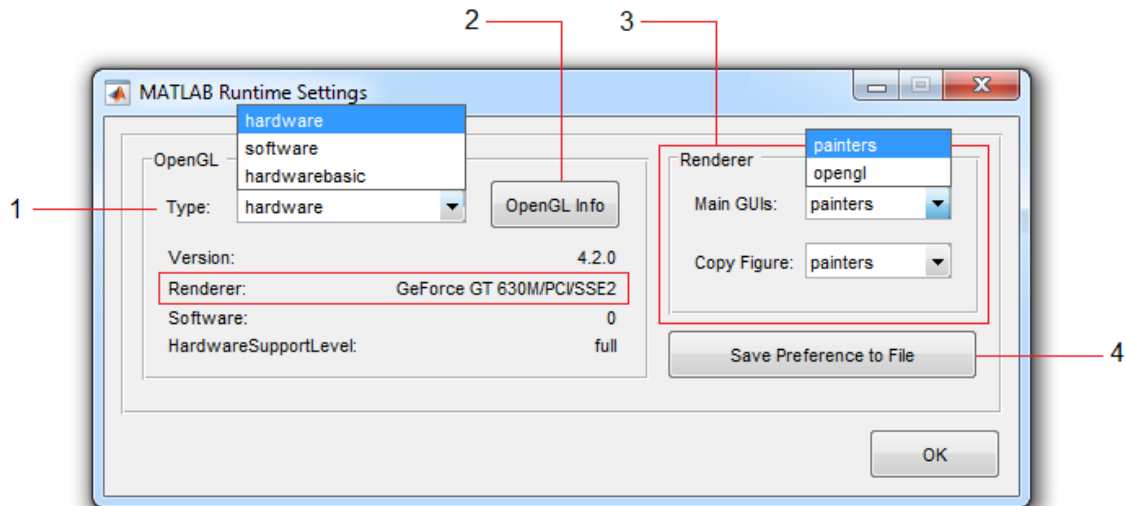 2
3
MATLAB Runtime Settings
hardware
software
hardwarebasic
OpenGL
1
Type:
hardware
OpenGL Info
Version:
4.2.0
Renderer:
GeForce GT 630M/PCI/SSE2
Software:
0
HardwareSupportLevel:
full
Renderer
painters
opengl
Main GUIs:
painters
Copy Figure:
painters
Save Preference to File
4
OK